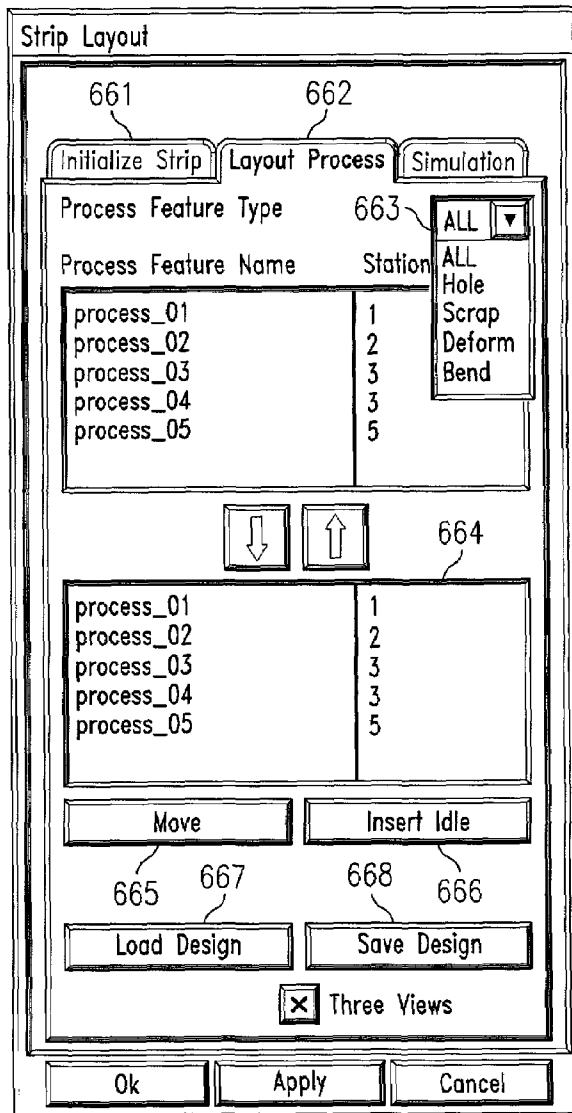 Strip Layout
661 662
Initialize Strip Layout Process Simulation
Process Feature Type 663 ALL
Process Feature Name Station ALL
Hole
Scrap
Deform
Bend
process_01 1
process_02 2
process_03 3
process_04 3
process_05 5
664
process_01 1
process_02 2
process_03 3
process_04 3
process_05 5
Move Insert Idle
665 667 668 666
Load Design Save Design
× Three Views
Ok Apply Cancel